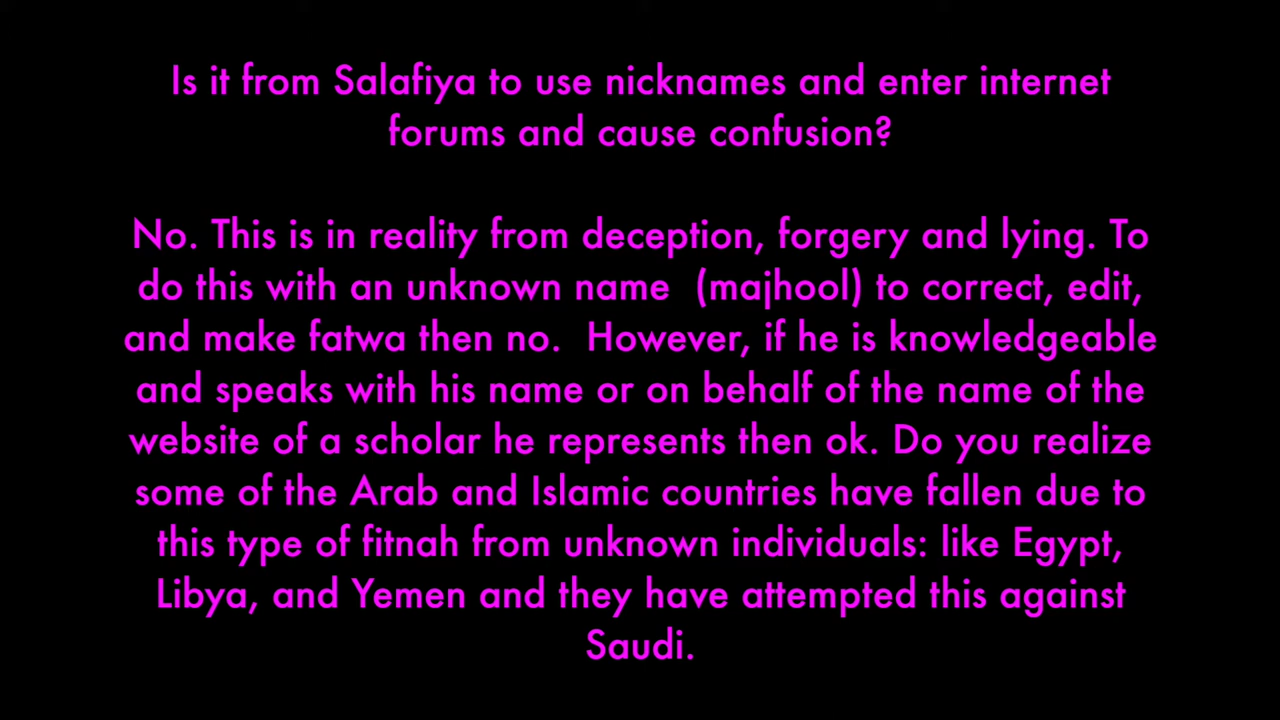 Is it from Salafiya to use nicknames and enter internet
forums and cause confusion?
No. This is in reality from deception, forgery and lying. To
do this with an unknown name  (majhool) to correct, edit,
and make fatwa then no.  However, if he is knowledgeable
and speaks with his name or on behalf of the name of the
website of a scholar he represents then ok. Do you realize
some of the Arab and Islamic countries have fallen due to
this type of fitnah from unknown individuals: like Egypt,
Libya, and Yemen and they have attempted this against
Saudi.